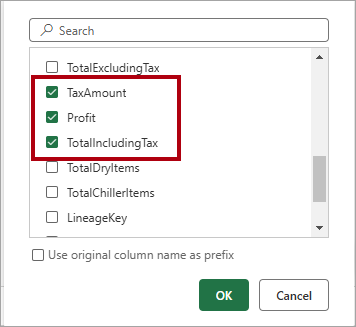 Search
TotalExcludingTax
TaxAmount
Profit
TotalIncludingTax
TotalDryItems
TotalChillerItems
LineageKey
Use original column name as prefix
OK
Cancel